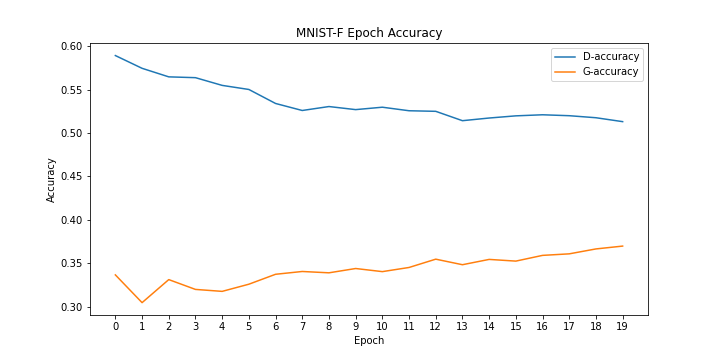 MNIST-F Epoch Accuracy
0.60
0.55
0.50
0.45
0.40
0.35
0.30
Accuracy
D-accuracy
G-accuracy
0 1 2 3 4 5 6 7 8 9 10 11 12 13 14 15 16 17 18 19
Epoch